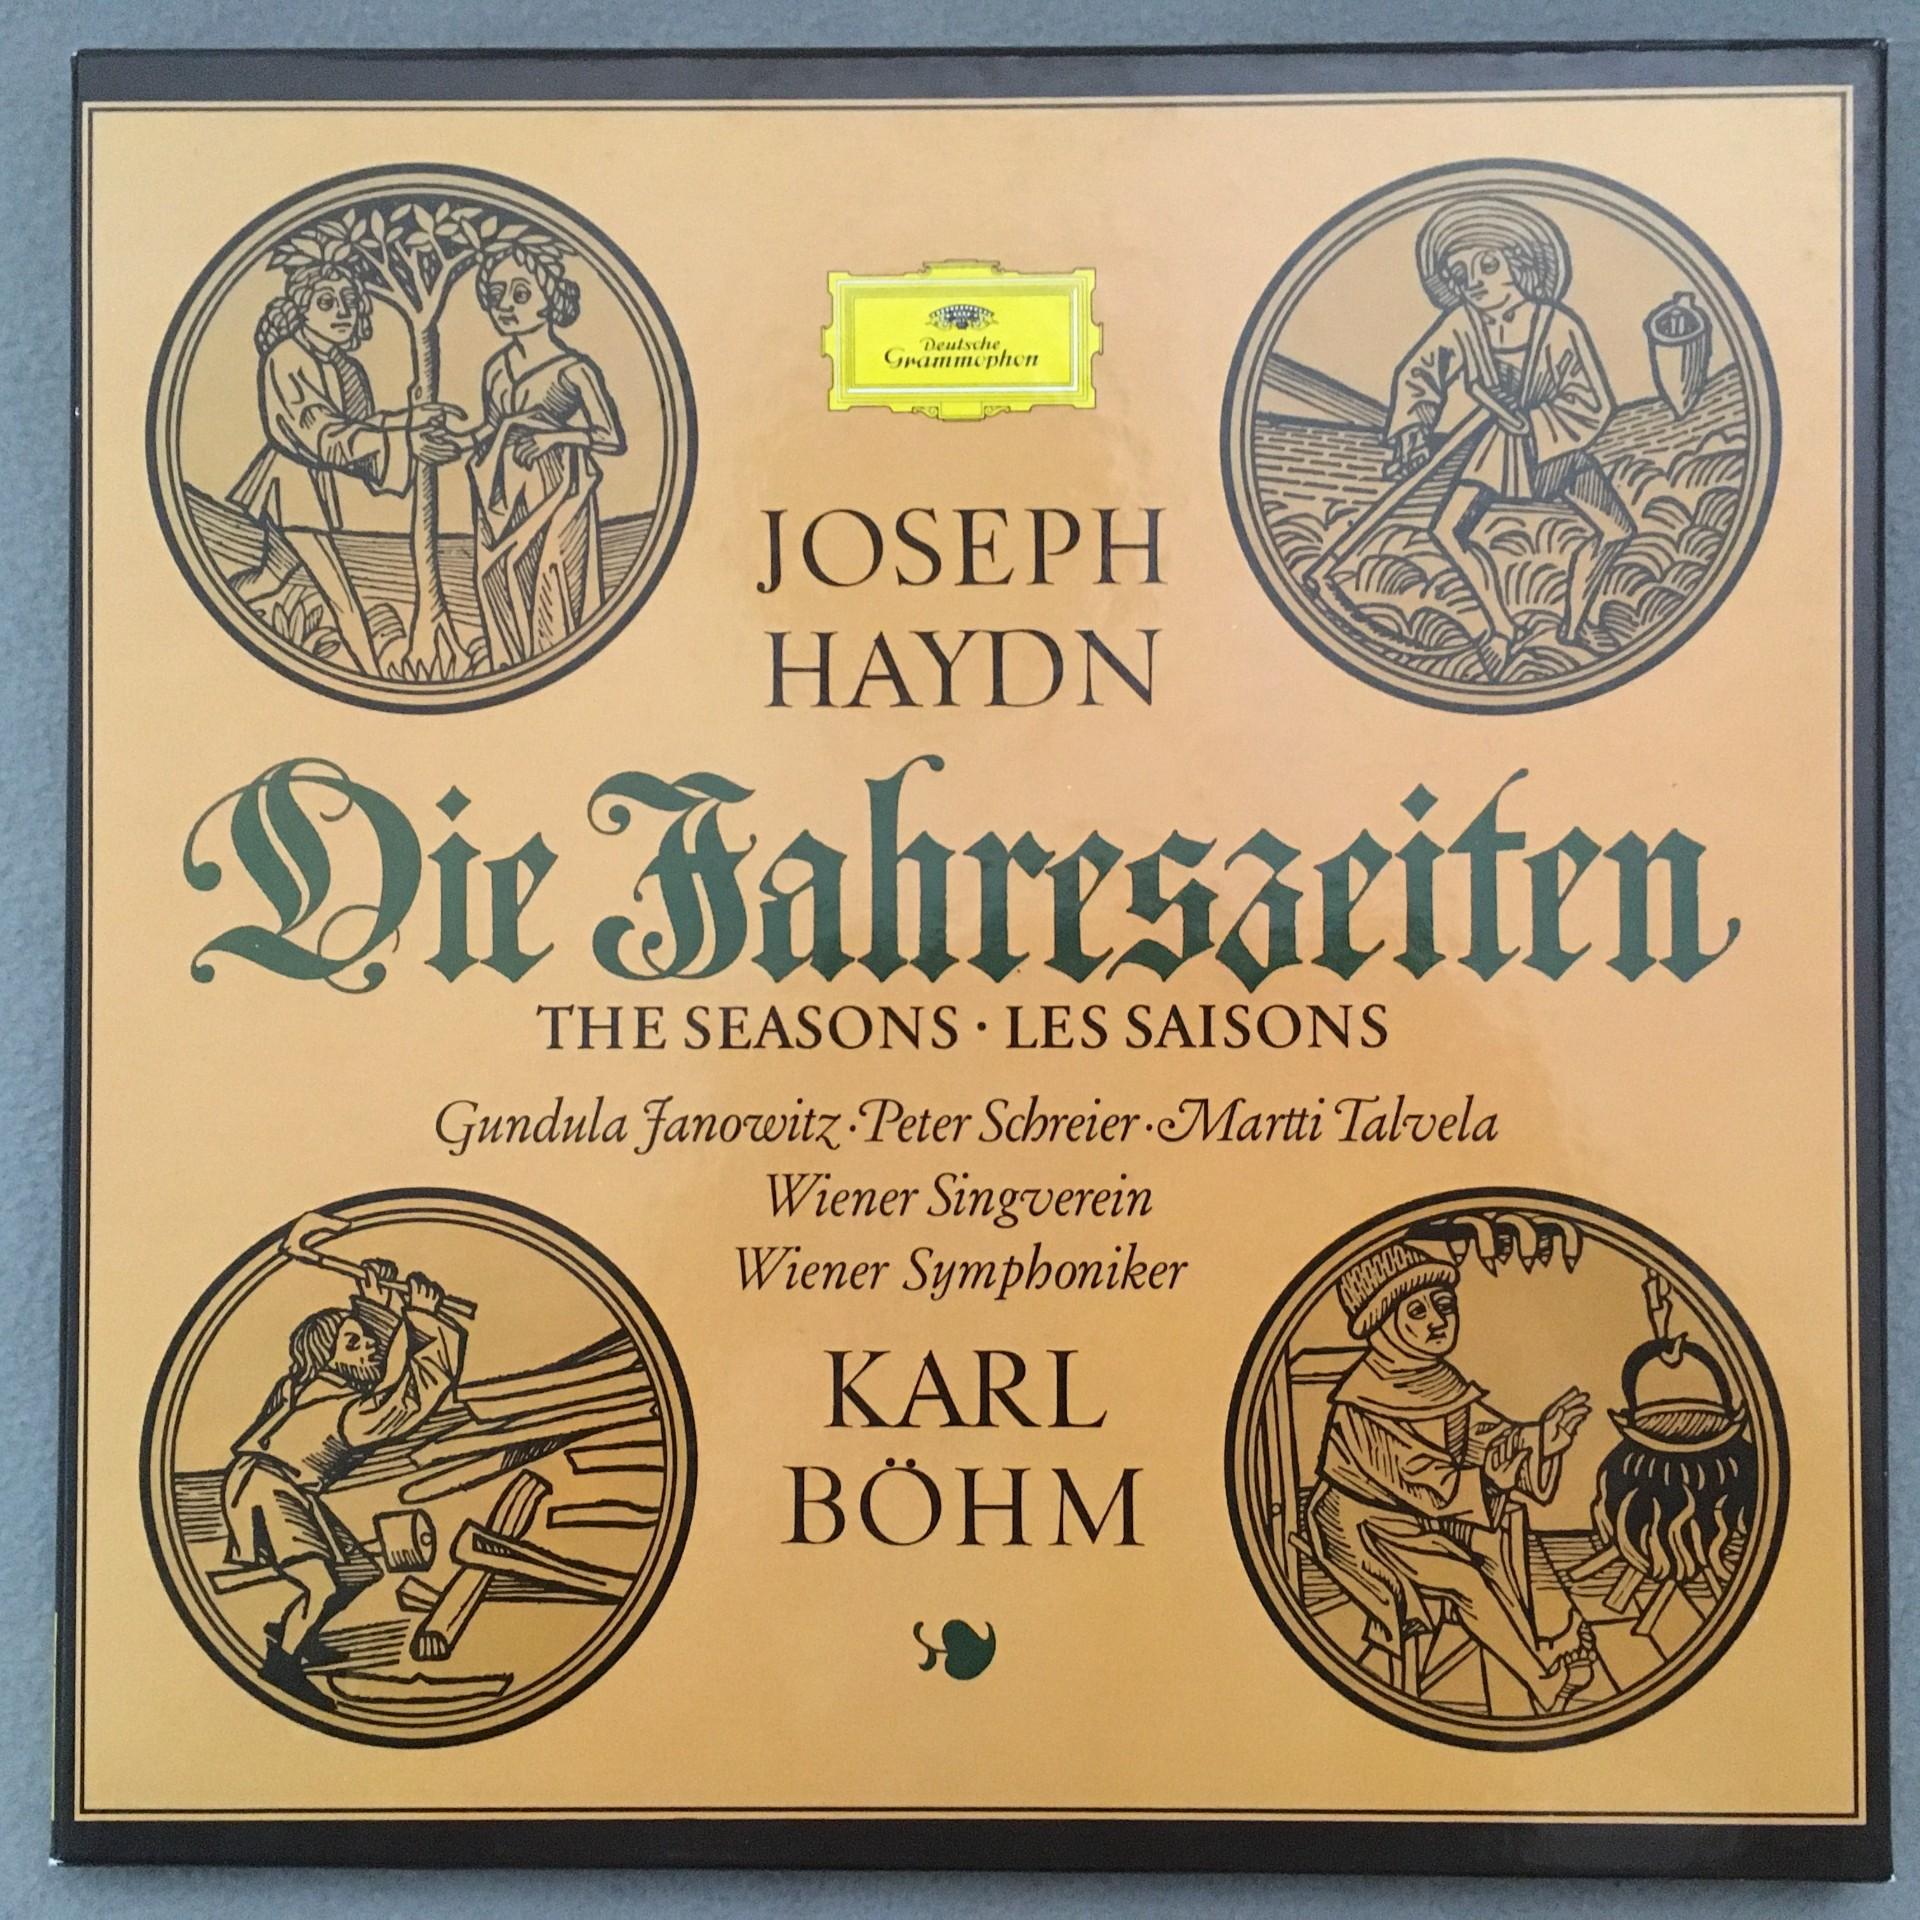 Deutsche
Grammophon
JOSEPH
HAYDN
Die Jahreszeiten
THE SEASONS · LES SAISONS
Gundula Janowitz · Peter Schreier · Martti Talvela
Wiener Singverein
Wiener Symphoniker
KARL
BÖHM